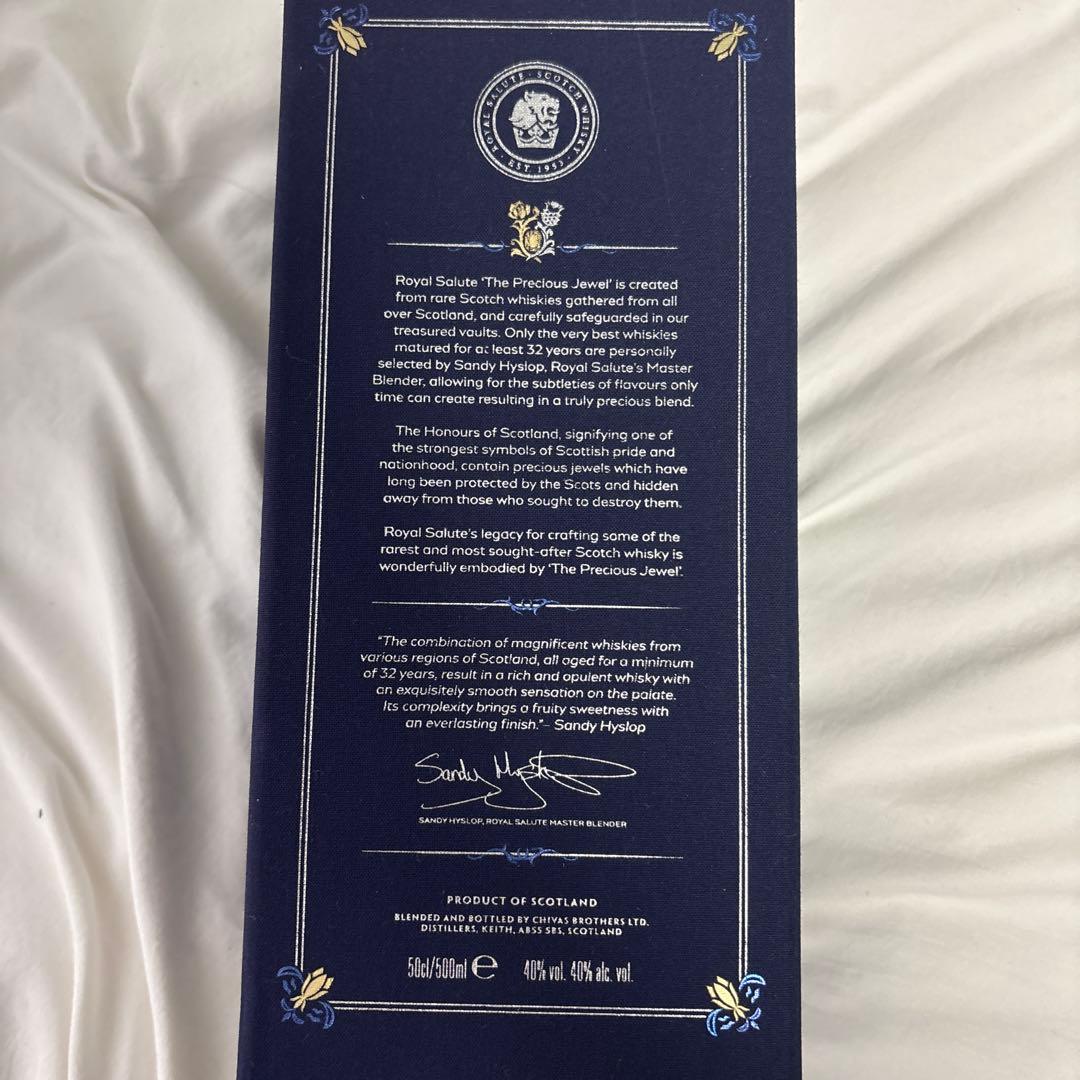 ROYAL SALUTE · SCOTCH WHISKY
· EST. 1953 ·
Royal Salute 'The Precious Jewel' is created
from rare Scotch whiskies gathered from all
over Scotland, and carefully safeguarded in our
treasured vaults. Only the very best whiskies
matured for at least 32 years are personally
selected by Sandy Hyslop, Royal Salute's Master
Blender, allowing for the subtleties of flavours only
time can create resulting in a truly precious blend.
The Honours of Scotland, signifying one of
the strongest symbols of Scottish pride and
nationhood, contain precious jewels which have
long been protected by the Scots and hidden
away from those who sought to destroy them.
Royal Salute's legacy for crafting some of the
rarest and most sought-after Scotch whisky is
wonderfully embodied by 'The Precious Jewel'.
"The combination of magnificent whiskies from
various regions of Scotland, all aged for a minimum
of 32 years, result in a rich and opulent whisky with
an exquisitely smooth sensation on the palate.
Its complexity brings a fruity sweetness with
an everlasting finish."– Sandy Hyslop
Sandy Hyslop
SANDY HYSLOP, ROYAL SALUTE MASTER BLENDER
PRODUCT OF SCOTLAND
BLENDED AND BOTTLED BY CHIVAS BROTHERS LTD.
DISTILLERS, KEITH, AB55 5BS, SCOTLAND
50cl/500ml e 40% vol. 40% alc. vol.